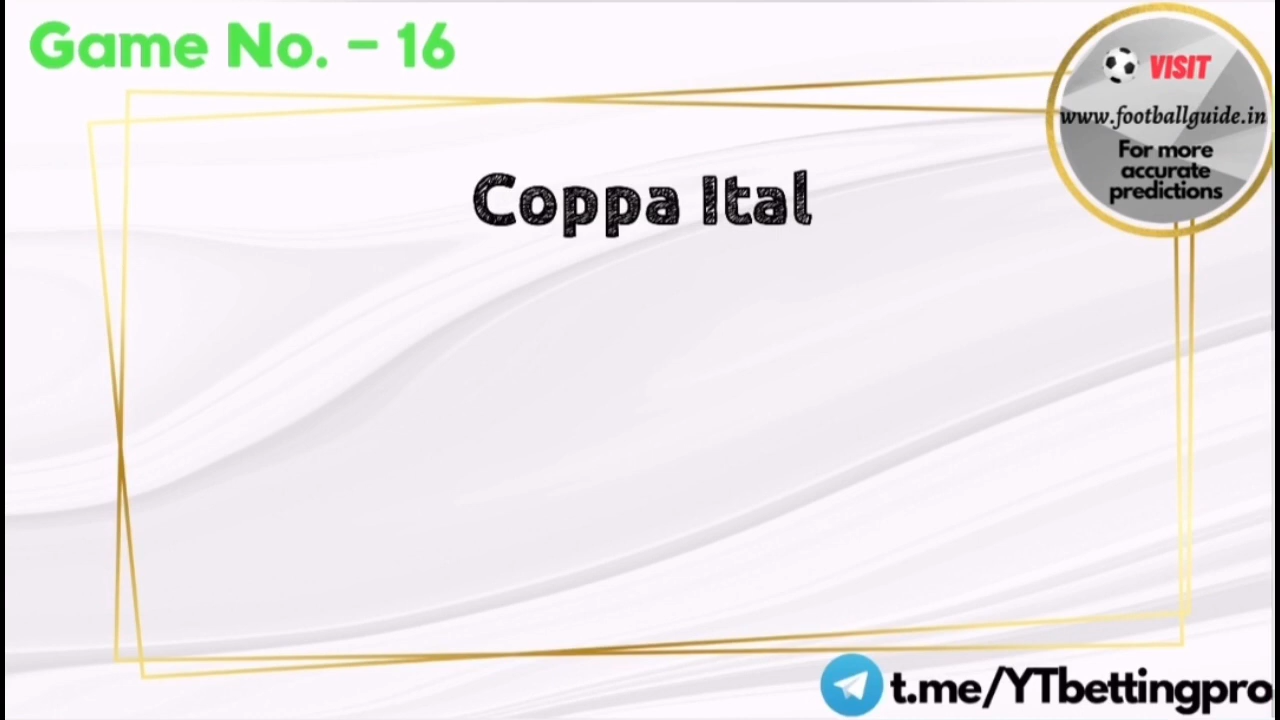 Game No. - 16
VISIT
www.footballguide.in
For more
accurate
predictions
Coppa Ital
t.me/YTbettingpro